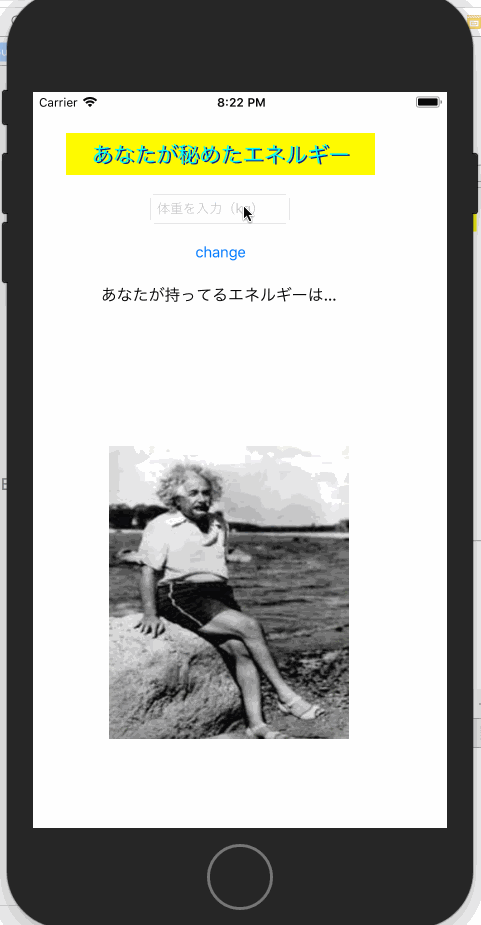 Carrier 8:22 PM
あなたが秘めたエネルギー
体重を入力（kg）
change
あなたが持ってるエネルギーは...